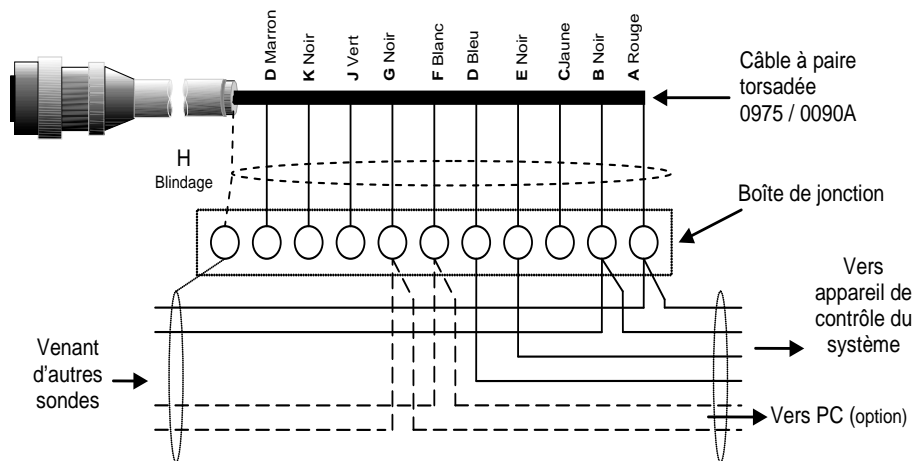 D Marron
K Noir
J Vert
G Noir
F Blanc
D Bleu
E Noir
CJaune
B Noir
A Rouge
Câble à paire
torsadée
0975 / 0090A
H
Blindage
Boîte de jonction
Vers
appareil de
contrôle du
système
Venant
d'autres
sondes
Vers PC (option)